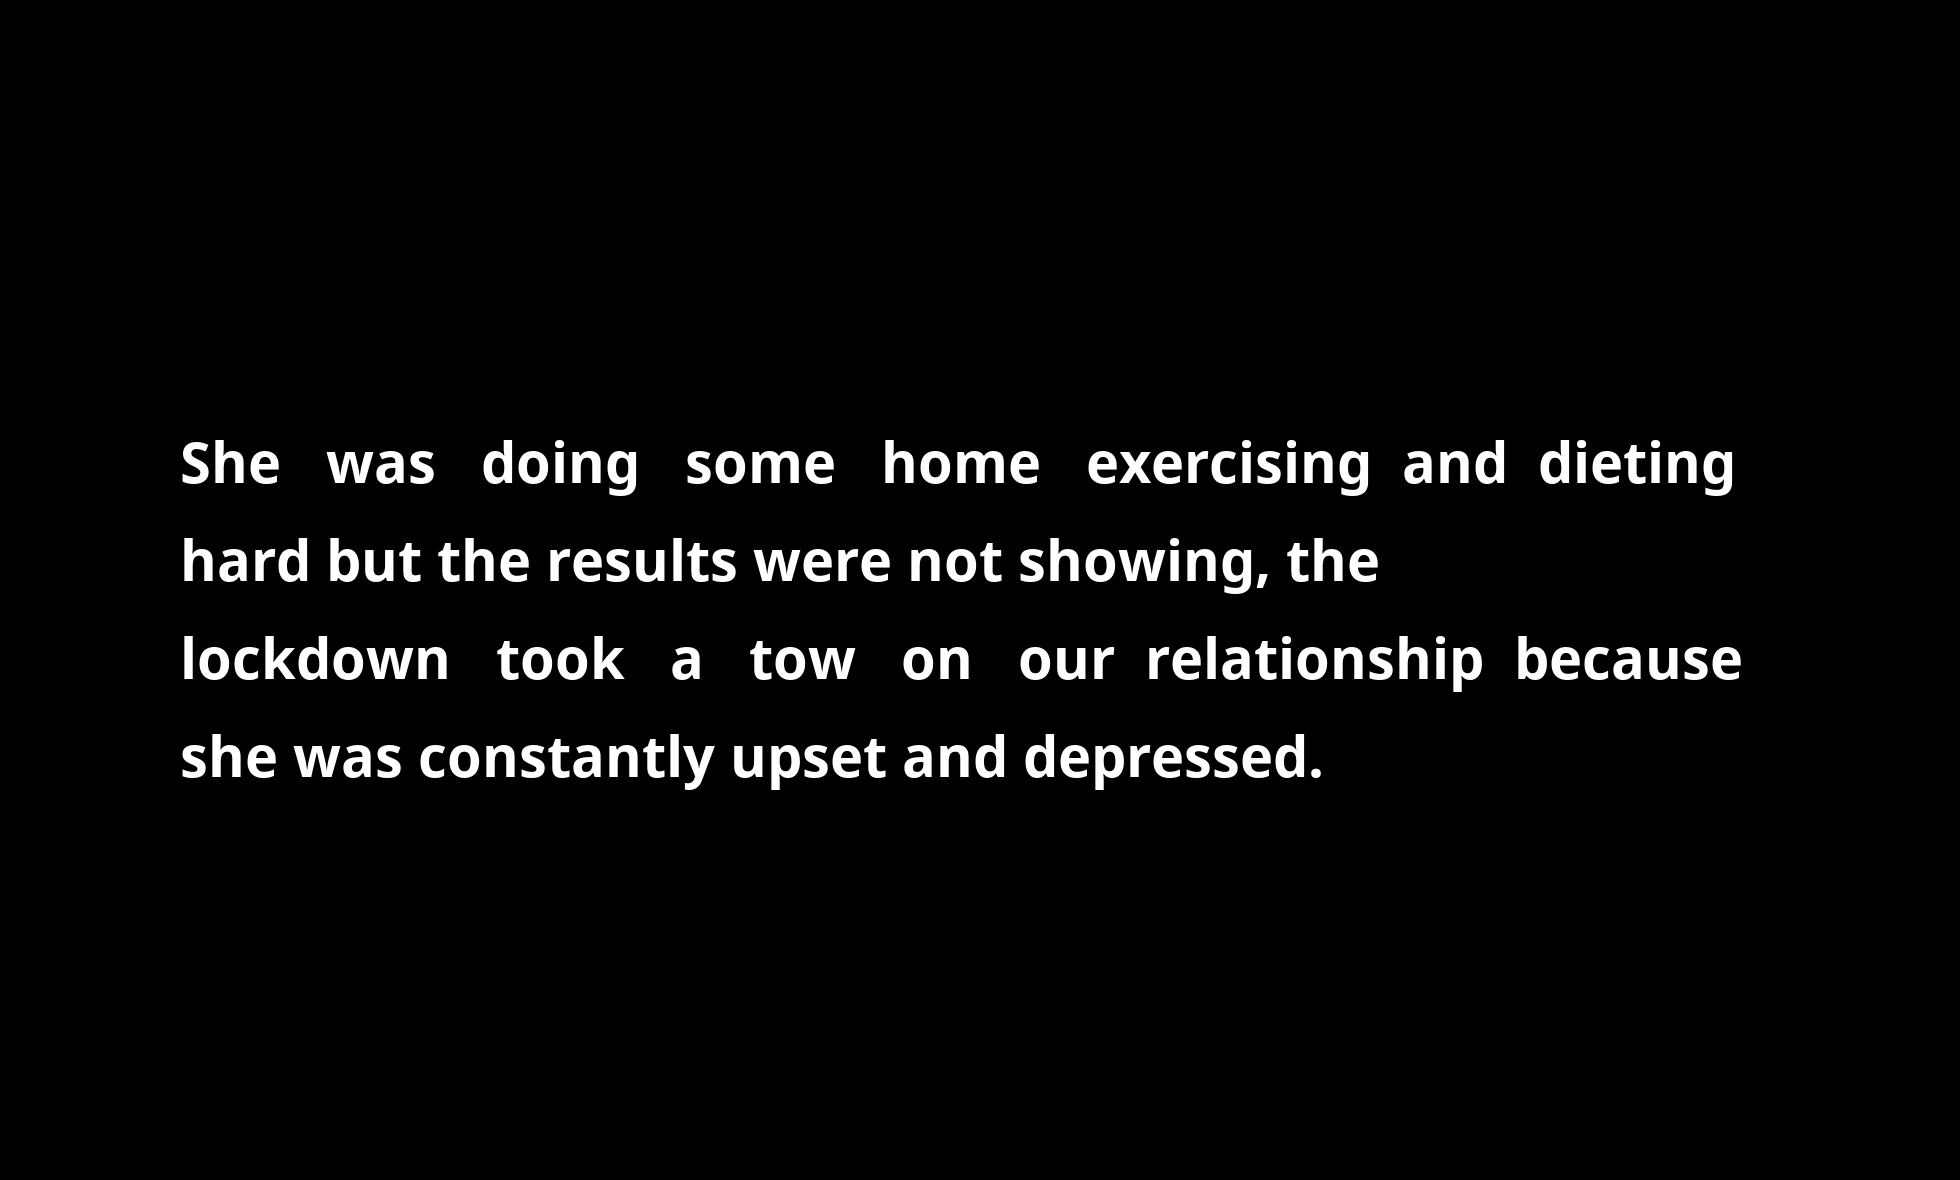 She was doing some home exercising and dieting
hard but the results were not showing, the
lockdown took a tow on our relationship because
she was constantly upset and depressed.